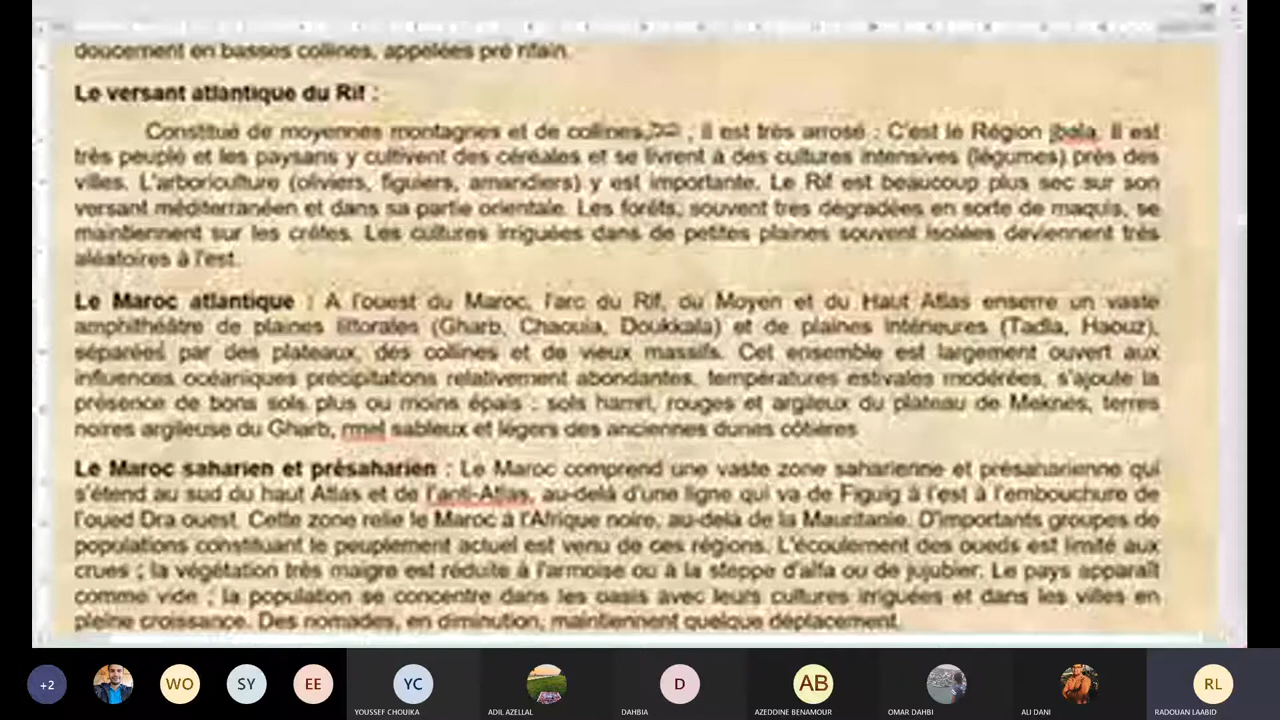 doucement en basses collines, appelées pré rifain.
Le versant atlantique du Rif :
Constitué de moyennes montagnes et de collines, ; il est très arrosé : C'est le Région jbala. Il est
très peuplé et les paysans y cultivent des céréales et se livrent à des cultures intensives (légumes) près des
villes. L'arboriculture (oliviers, figuiers, amandiers) y est importante. Le Rif est beaucoup plus sec sur son
versant méditerranéen et dans sa partie orientale. Les forêts, souvent très dégradées en sorte de maquis, se
maintiennent sur les crêtes. Les cultures irriguées dans de petites plaines souvent isolées deviennent très
aléatoires à l'est.
Le Maroc atlantique : A l'ouest du Maroc, l'arc du Rif, du Moyen et du Haut Atlas enserre un vaste
amphithéâtre de plaines littorales (Gharb, Chaouia, Doukkala) et de plaines intérieures (Tadla, Haouz),
séparées par des plateaux, des collines et de vieux massifs. Cet ensemble est largement ouvert aux
influences océaniques précipitations relativement abondantes, températures estivales modérées, s'ajoute la
présence de bons sols plus ou moins épais : sols hamri, rouges et argileux du plateau de Meknès, terres
noires argileuse du Gharb, rmel sableux et légers des anciennes dunes côtières
Le Maroc saharien et présaharien : Le Maroc comprend une vaste zone saharienne et présaharienne qui
s'étend au sud du haut Atlas et de l'anti-Atlas, au-delà d'une ligne qui va de Figuig à l'est à l'embouchure de
l'oued Dra ouest. Cette zone relie le Maroc à l'Afrique noire, au-delà de la Mauritanie. D'importants groupes de
populations constituant le peuplement actuel est venu de ces régions. L'écoulement des oueds est limité aux
crues ; la végétation très maigre est réduite à l'armoise ou à la steppe d'alfa ou de jujubier. Le pays apparaît
comme vide ; la population se concentre dans les oasis avec leurs cultures irriguées et dans les villes en
pleine croissance. Des nomades, en diminution, maintiennent quelque déplacement.
+2 WO SY EE YC D AB RL
YOUSSEF CHOUIKA ADIL AZELLAL DAHBIA AZEDDINE BENAMOUR OMAR DAHBI ALI DANI RADOUAN LAABID